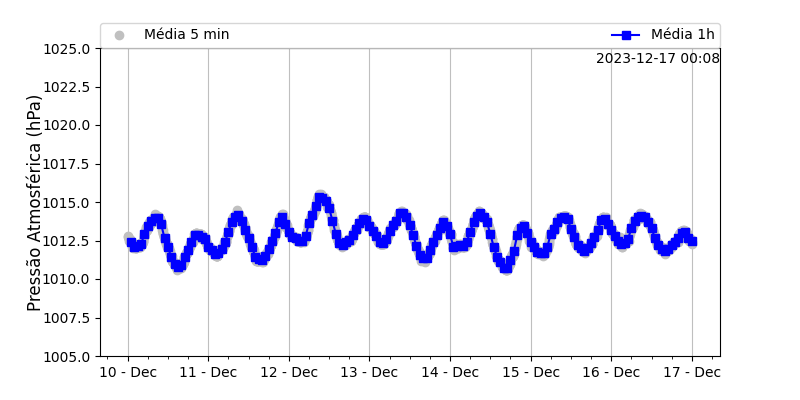 Média 5 min
Média 1h
2023-12-17 00:08
Pressão Atmosférica (hPa)
1025.0
1022.5
1020.0
1017.5
1015.0
1012.5
1010.0
1007.5
1005.0
10 - Dec
11 - Dec
12 - Dec
13 - Dec
14 - Dec
15 - Dec
16 - Dec
17 - Dec